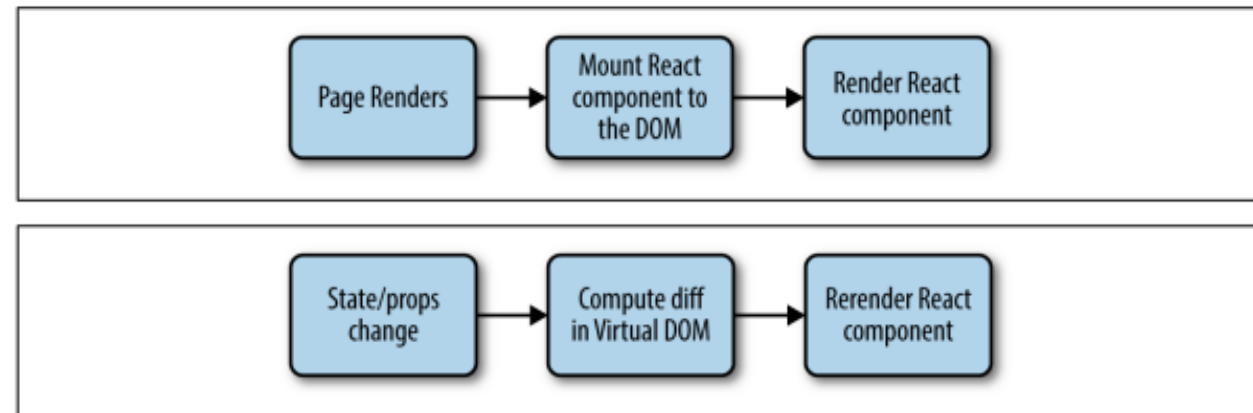 Page Renders
Mount React
component to
the DOM
Render React
component
State/props
change
Compute diff
in Virtual DOM
Rerender React
component